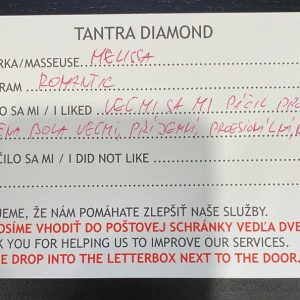 TANTRA DIAMOND
RKA/MASSEUSE MELISSA
RAM ROMANTIC
LO SA MI / I LIKED VEĽMI SA MI PÁČIL PRO
ENA BOLA VEĽMI PRÍJEMNÁ, PROFESIONÁLNA
ČILO SA MI / I DID NOT LIKE
UJEME, ŽE NÁM POMÁHATE ZLEPŠIŤ NAŠE SLUŽBY.
OSÍME VHODIŤ DO POŠTOVEJ SCHRÁNKY VEDĽA DVE
K YOU FOR HELPING US TO IMPROVE OUR SERVICES.
E DROP INTO THE LETTERBOX NEXT TO THE DOOR.